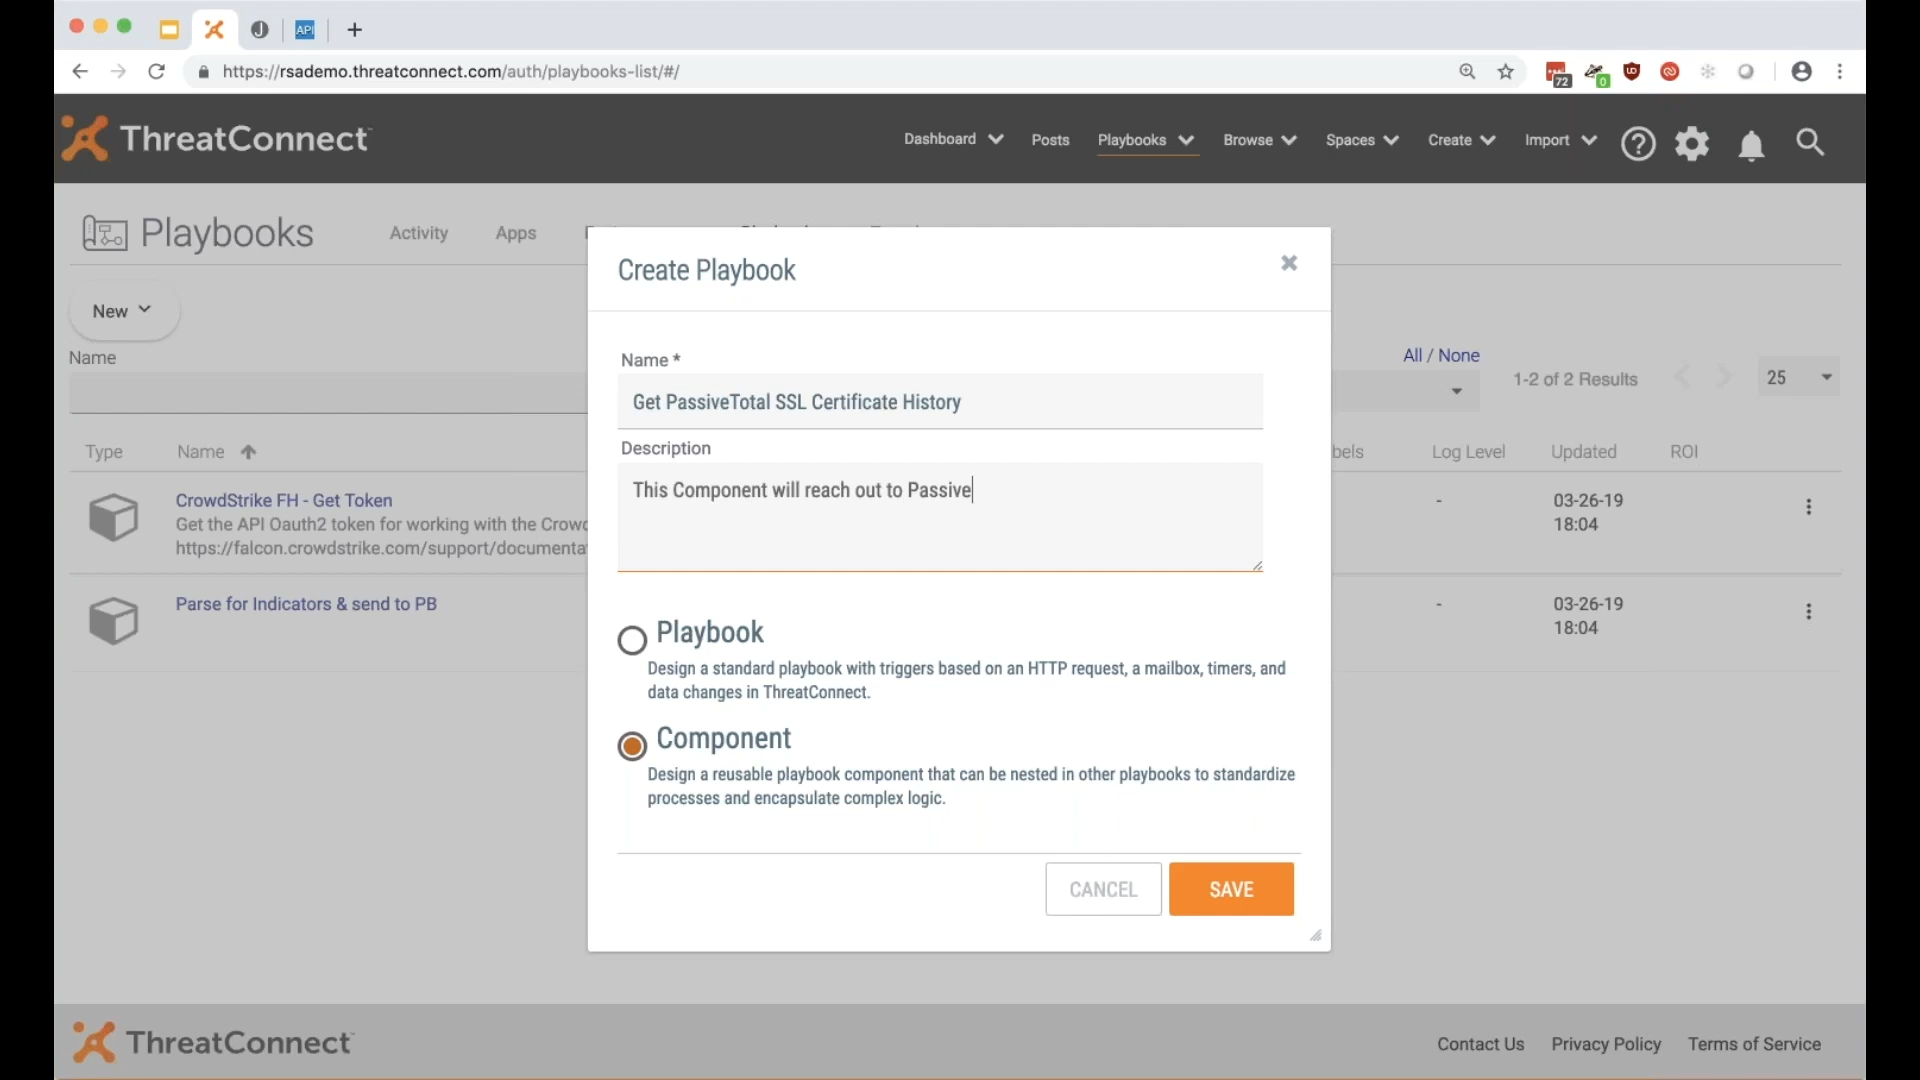 API
https://rsademo.threatconnect.com/auth/playbooks-list/#/
72
0
ThreatConnect
Dashboard
Posts
Playbooks
Browse
Spaces
Create
Import
Playbooks
Activity
Apps
New
Name
All / None
1-2 of 2 Results
25
Type
Name
bels
Log Level
Updated
ROI
CrowdStrike FH - Get Token
Get the API Oauth2 token for working with the Crowd
https://falcon.crowdstrike.com/support/documenta
-
03-26-19
18:04
Parse for Indicators & send to PB
-
03-26-19
18:04
Create Playbook
Name *
Get PassiveTotal SSL Certificate History
Description
This Component will reach out to Passive
Playbook
Design a standard playbook with triggers based on an HTTP request, a mailbox, timers, and
data changes in ThreatConnect.
Component
Design a reusable playbook component that can be nested in other playbooks to standardize
processes and encapsulate complex logic.
CANCEL
SAVE
ThreatConnect
Contact Us
Privacy Policy
Terms of Service